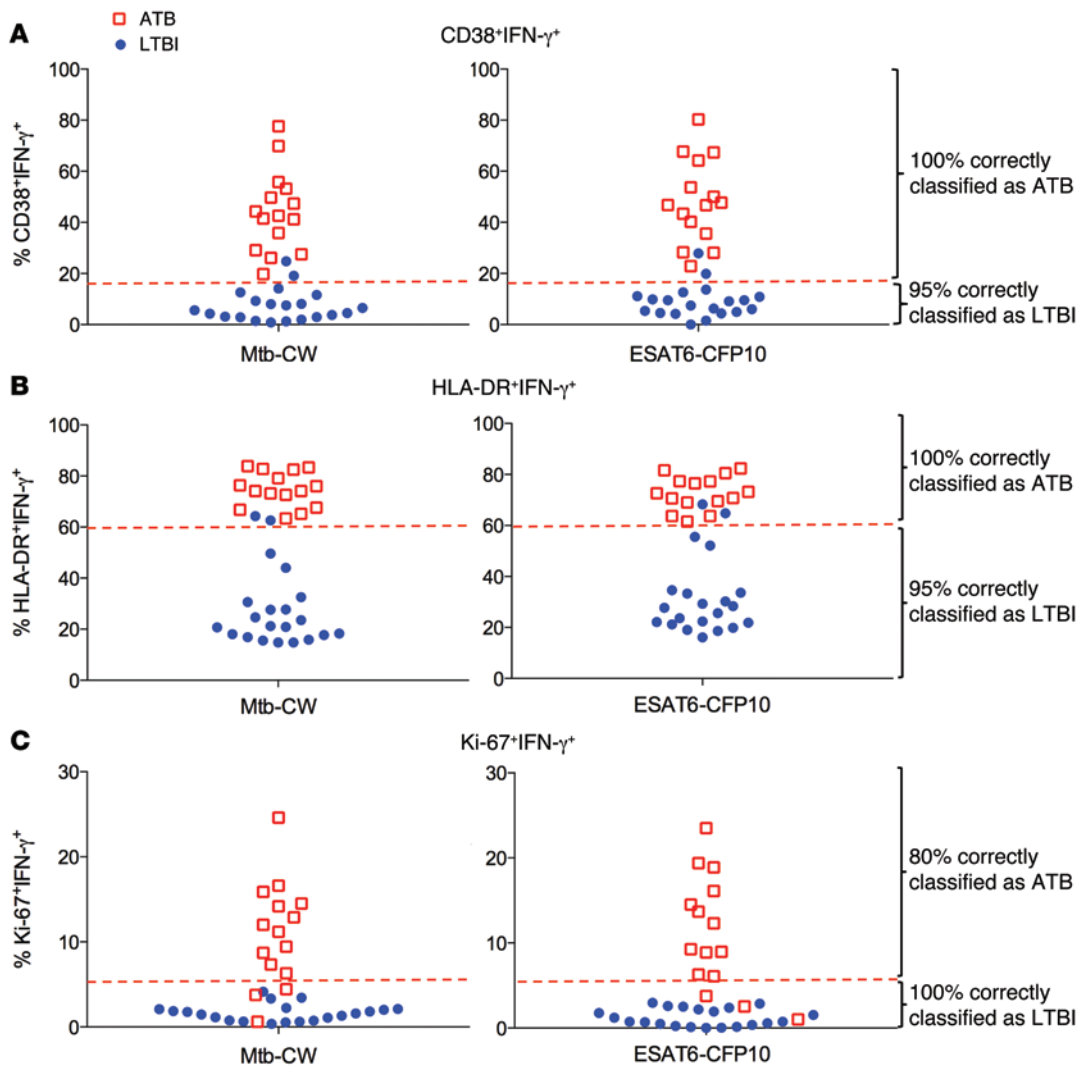 A
ATB
LTBI
CD38⁺IFN-γ⁺
% CD38⁺IFN-γ⁺
100
80
60
40
20
0
Mtb-CW
100
80
60
40
20
0
ESAT6-CFP10
100% correctly
classified as ATB
95% correctly
classified as LTBI
B
HLA-DR⁺IFN-γ⁺
% HLA-DR⁺IFN-γ⁺
100
80
60
40
20
0
Mtb-CW
100
80
60
40
20
0
ESAT6-CFP10
100% correctly
classified as ATB
95% correctly
classified as LTBI
C
Ki-67⁺IFN-γ⁺
% Ki-67⁺IFN-γ⁺
30
20
10
0
Mtb-CW
30
20
10
0
ESAT6-CFP10
80% correctly
classified as ATB
100% correctly
classified as LTBI